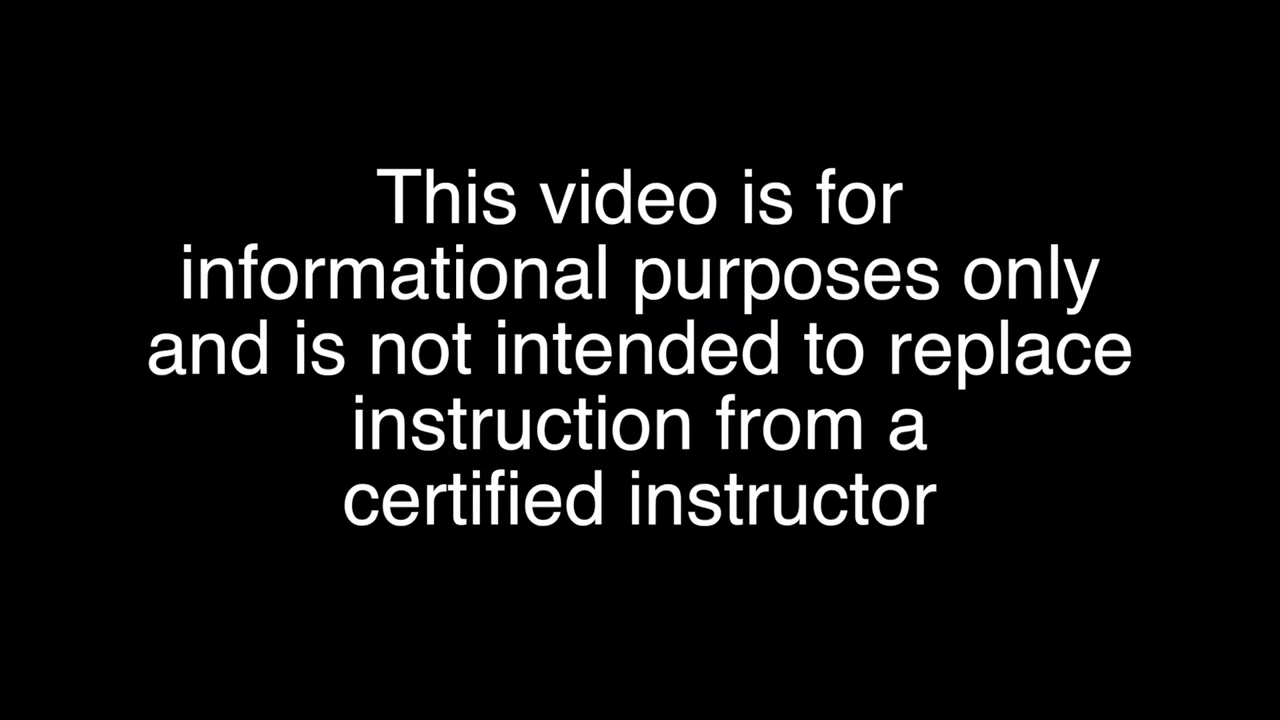 This video is for
informational purposes only
and is not intended to replace
instruction from a
certified instructor